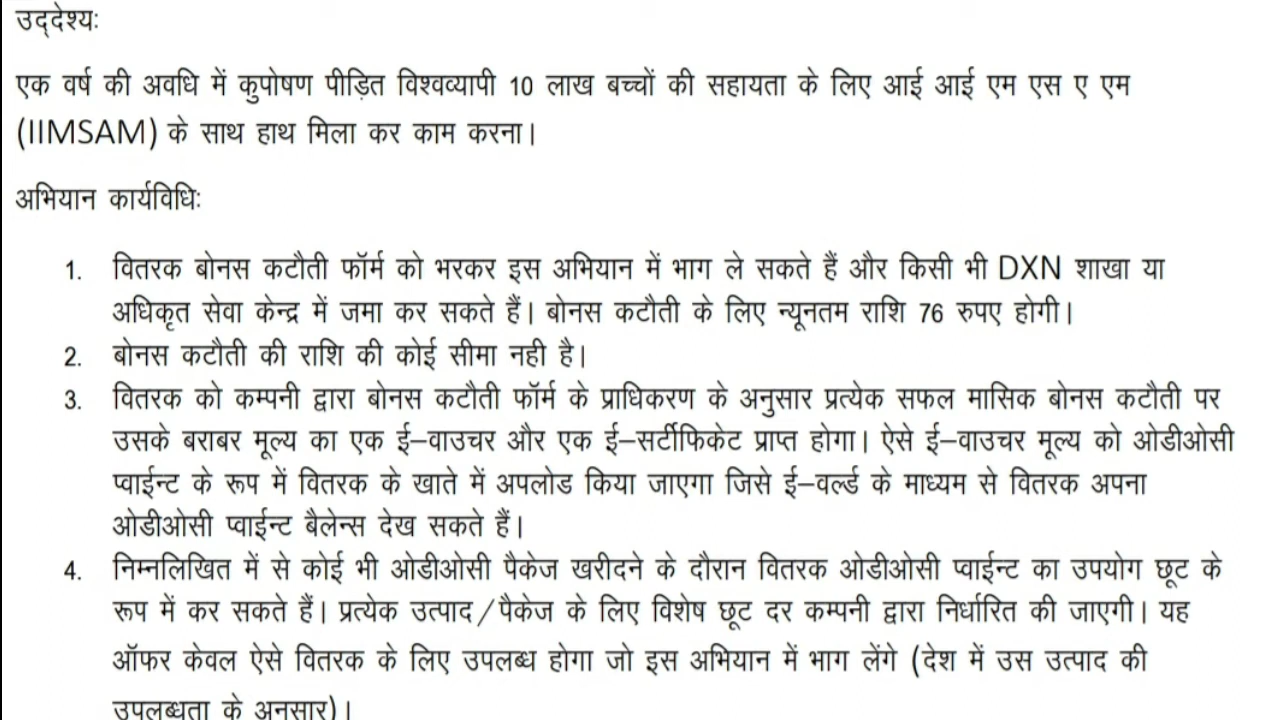 उद्देश्यः
एक वर्ष की अवधि में कुपोषण पीड़ित विश्वव्यापी 10 लाख बच्चों की सहायता के लिए आई आई एम एस ए एम
(IIMSAM) के साथ हाथ मिला कर काम करना।
अभियान कार्यविधिः
1. वितरक बोनस कटौती फॉर्म को भरकर इस अभियान में भाग ले सकते हैं और किसी भी DXN शाखा या
अधिकृत सेवा केन्द्र में जमा कर सकते हैं। बोनस कटौती के लिए न्यूनतम राशि 76 रुपए होगी।
2. बोनस कटौती की राशि की कोई सीमा नही है।
3. वितरक को कम्पनी द्वारा बोनस कटौती फॉर्म के प्राधिकरण के अनुसार प्रत्येक सफल मासिक बोनस कटौती पर
उसके बराबर मूल्य का एक ई–वाउचर और एक ई–सर्टीफिकेट प्राप्त होगा। ऐसे ई–वाउचर मूल्य को ओडीओसी
प्वाईन्ट के रूप में वितरक के खाते में अपलोड किया जाएगा जिसे ई–वर्ल्ड के माध्यम से वितरक अपना
ओडीओसी प्वाईन्ट बैलेन्स देख सकते हैं।
4. निम्नलिखित में से कोई भी ओडीओसी पैकेज खरीदने के दौरान वितरक ओडीओसी प्वाईन्ट का उपयोग छूट के
रूप में कर सकते हैं। प्रत्येक उत्पाद/पैकेज के लिए विशेष छूट दर कम्पनी द्वारा निर्धारित की जाएगी। यह
ऑफर केवल ऐसे वितरक के लिए उपलब्ध होगा जो इस अभियान में भाग लेंगे (देश में उस उत्पाद की
उपलब्धता के अनुसार)।